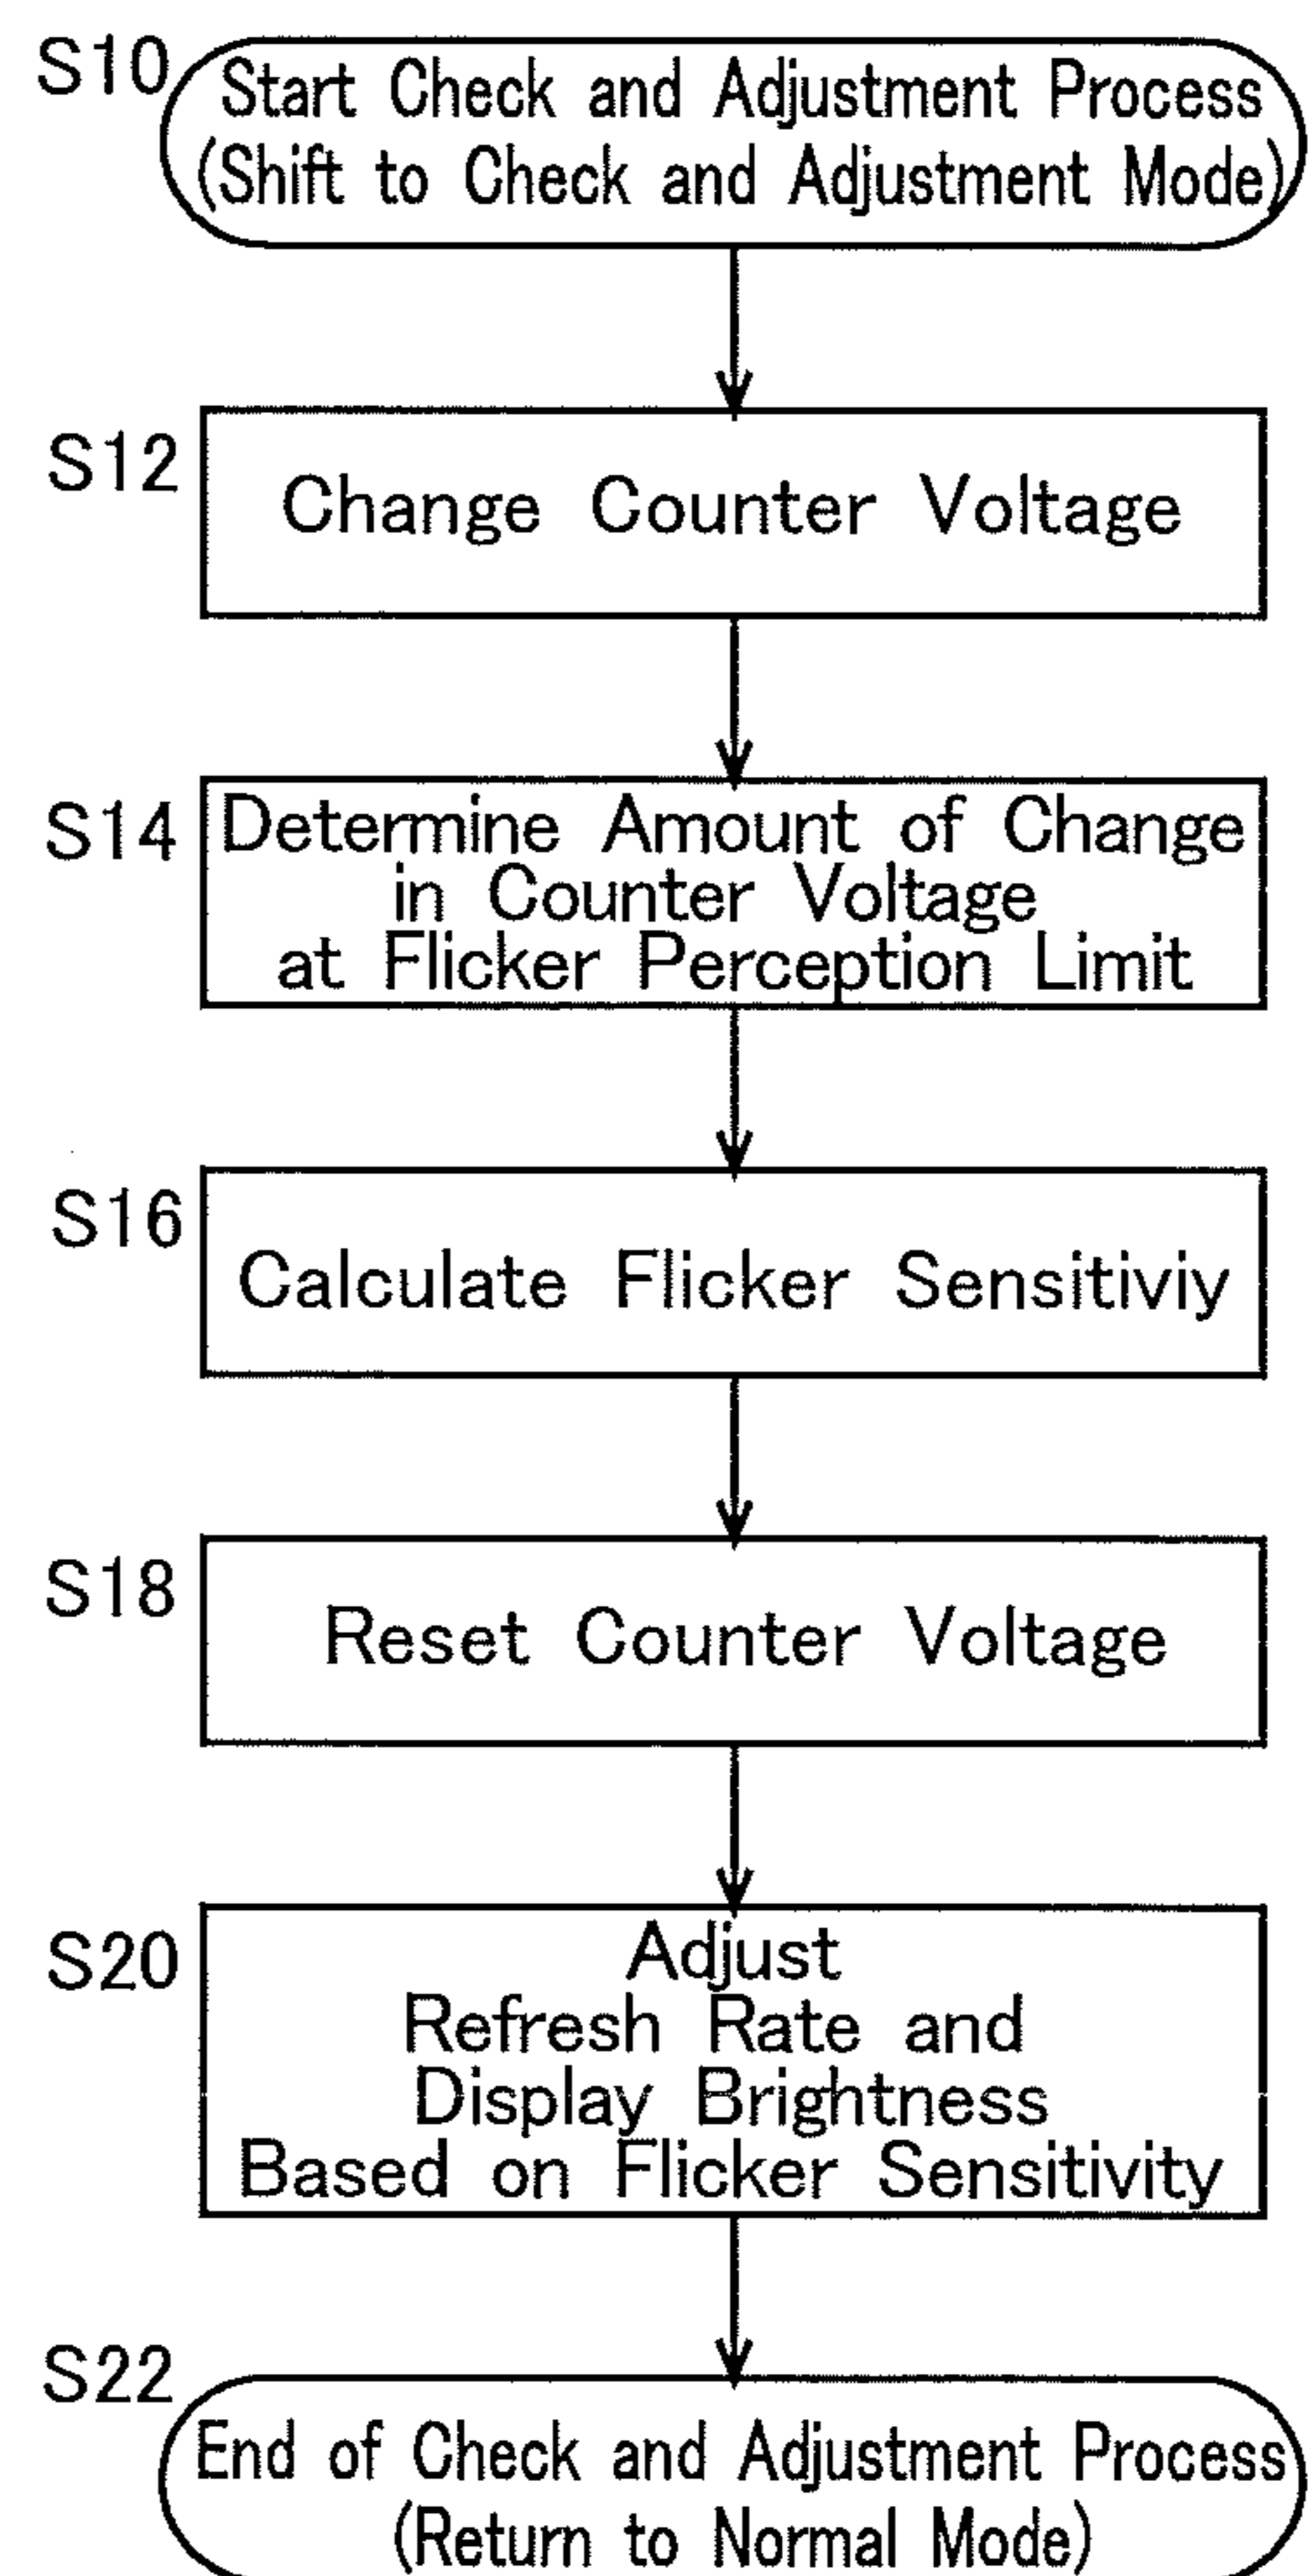 S10
Start Check and Adjustment Process
(Shift to Check and Adjustment Mode)
S12
Change Counter Voltage
S14
Determine Amount of Change
in Counter Voltage
at Flicker Perception Limit
S16
Calculate Flicker Sensitiviy
S18
Reset Counter Voltage
S20
Adjust
Refresh Rate and
Display Brightness
Based on Flicker Sensitivity
S22
End of Check and Adjustment Process
(Return to Normal Mode)